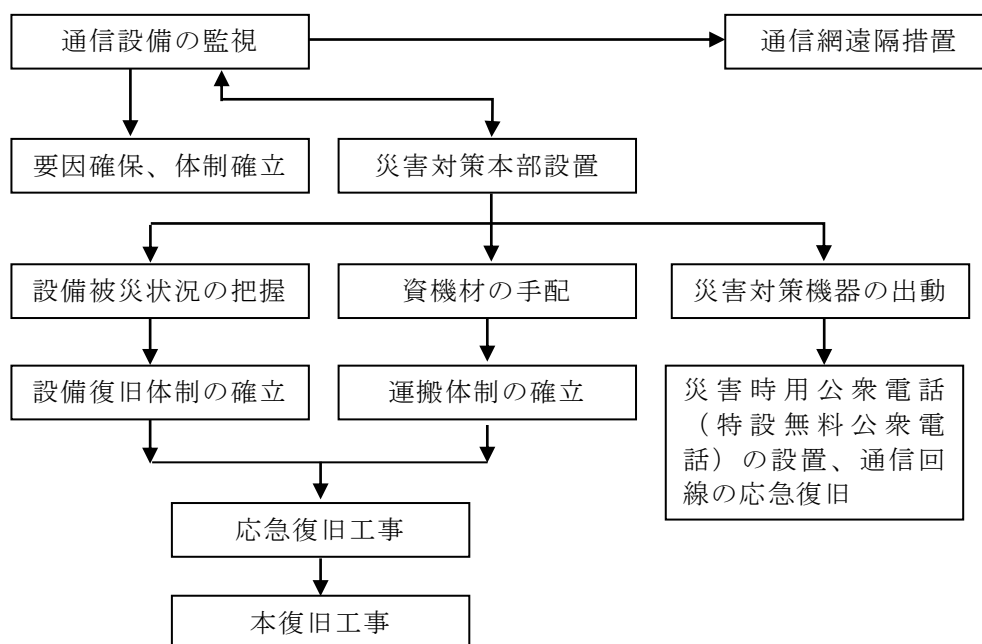 通信設備の監視
通信網遠隔措置
要因確保、体制確立
災害対策本部設置
設備被災状況の把握
資機材の手配
災害対策機器の出動
設備復旧体制の確立
運搬体制の確立
災害時用公衆電話
（特設無料公衆電
話）の設置、通信回
線の応急復旧
応急復旧工事
本復旧工事